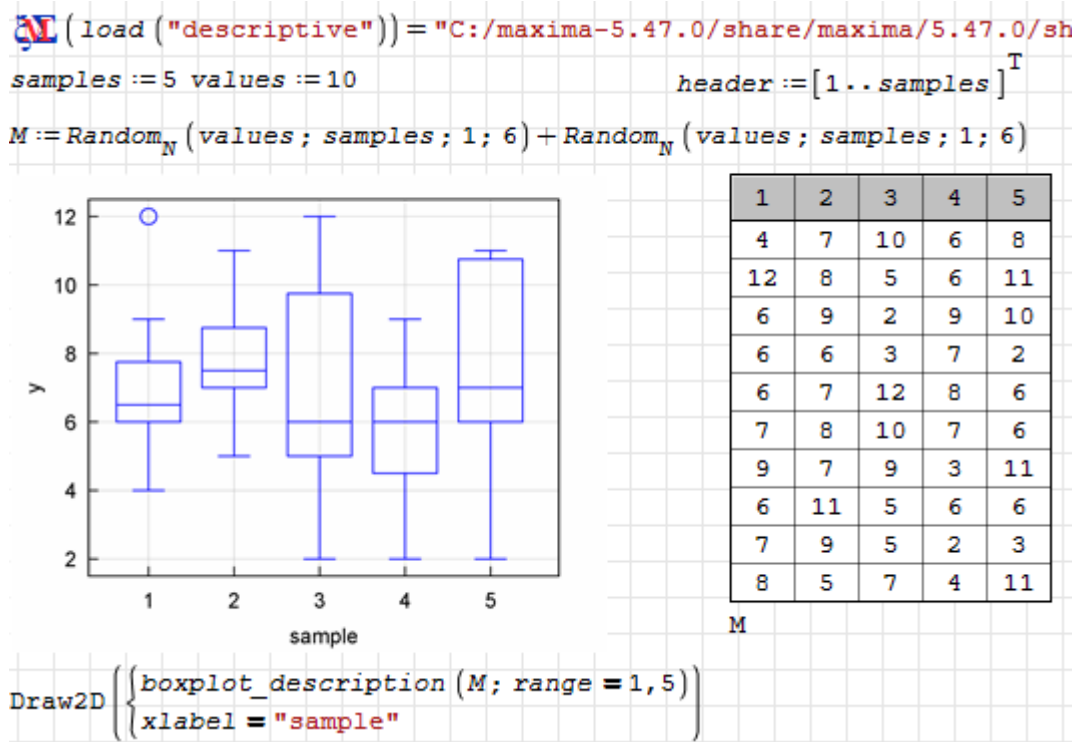 (load ("descriptive")) = "C:/maxima-5.47.0/share/maxima/5.47.0/sh
samples := 5 values := 10 header := [1..samples]^T
M := Random_N (values; samples; 1; 6) + Random_N (values; samples; 1; 6)
12
10
8
6
4
2
y
1 2 3 4 5
sample
1 2 3 4 5
4 7 10 6 8
12 8 5 6 11
6 9 2 9 10
6 6 3 7 2
6 7 12 8 6
7 8 10 7 6
9 7 9 3 11
6 11 5 6 6
7 9 5 2 3
8 5 7 4 11
M
Draw2D ({boxplot_description (M; range = 1,5)
xlabel = "sample")